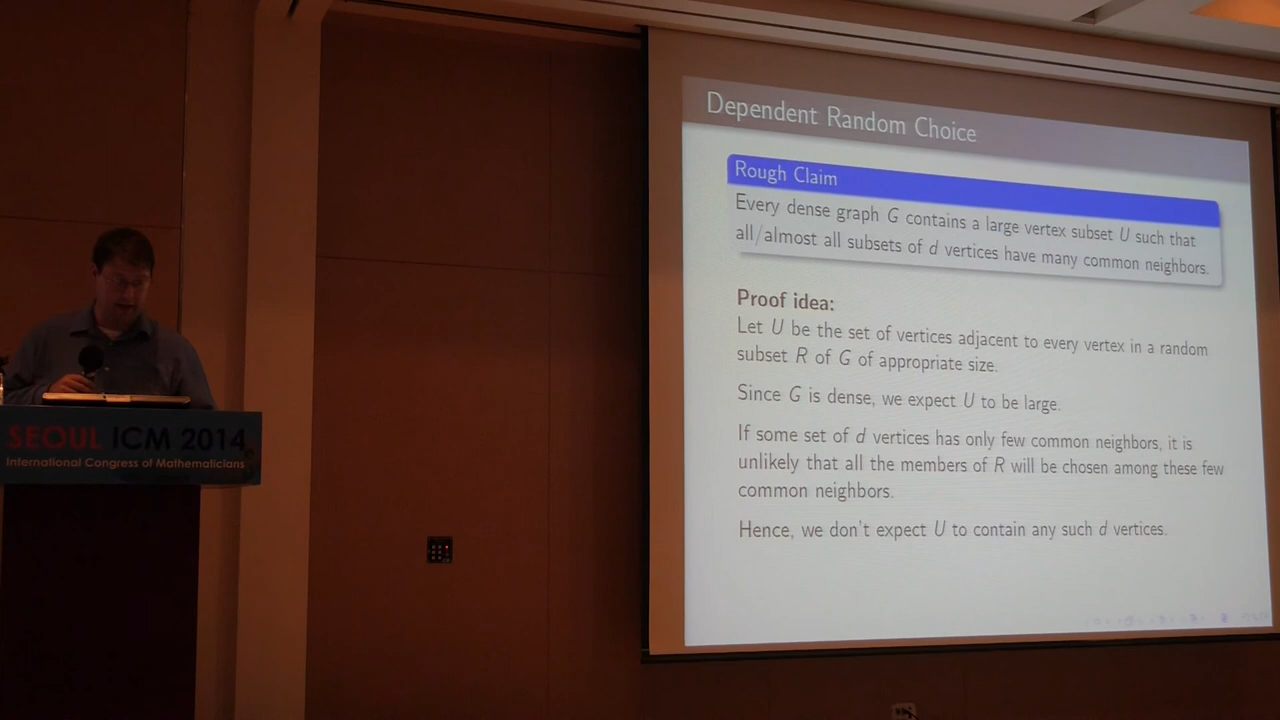 Dependent Random Choice
Rough Claim
Every dense graph G contains a large vertex subset U such that
all/almost all subsets of d vertices have many common neighbors.
Proof idea:
Let U be the set of vertices adjacent to every vertex in a random
subset R of G of appropriate size.
Since G is dense, we expect U to be large.
If some set of d vertices has only few common neighbors, it is
unlikely that all the members of R will be chosen among these few
common neighbors.
Hence, we don't expect U to contain any such d vertices.
SEOUL ICM 2014
International Congress of Mathematicians